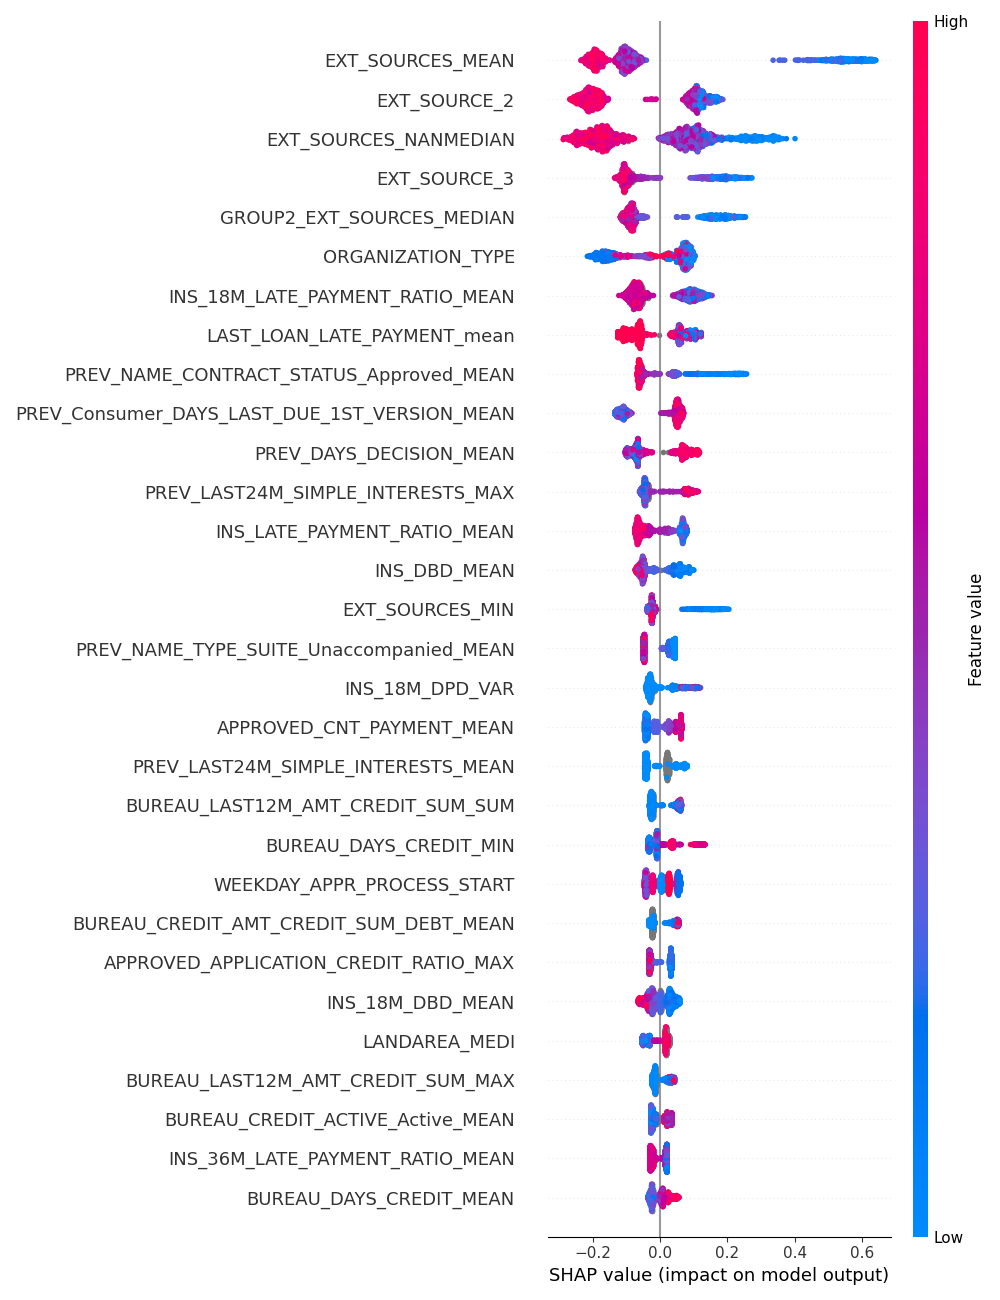 High
EXT_SOURCES_MEAN
EXT_SOURCE_2
EXT_SOURCES_NANMEDIAN
EXT_SOURCE_3
GROUP2_EXT_SOURCES_MEDIAN
ORGANIZATION_TYPE
INS_18M_LATE_PAYMENT_RATIO_MEAN
LAST_LOAN_LATE_PAYMENT_mean
PREV_NAME_CONTRACT_STATUS_Approved_MEAN
PREV_Consumer_DAYS_LAST_DUE_1ST_VERSION_MEAN
PREV_DAYS_DECISION_MEAN
PREV_LAST24M_SIMPLE_INTERESTS_MAX
INS_LATE_PAYMENT_RATIO_MEAN
INS_DBD_MEAN
EXT_SOURCES_MIN
PREV_NAME_TYPE_SUITE_Unaccompanied_MEAN
INS_18M_DPD_VAR
APPROVED_CNT_PAYMENT_MEAN
PREV_LAST24M_SIMPLE_INTERESTS_MEAN
BUREAU_LAST12M_AMT_CREDIT_SUM_SUM
BUREAU_DAYS_CREDIT_MIN
WEEKDAY_APPR_PROCESS_START
BUREAU_CREDIT_AMT_CREDIT_SUM_DEBT_MEAN
APPROVED_APPLICATION_CREDIT_RATIO_MAX
INS_18M_DBD_MEAN
LANDAREA_MEDI
BUREAU_LAST12M_AMT_CREDIT_SUM_MAX
BUREAU_CREDIT_ACTIVE_Active_MEAN
INS_36M_LATE_PAYMENT_RATIO_MEAN
BUREAU_DAYS_CREDIT_MEAN
Feature value
Low
−0.2 0.0 0.2 0.4 0.6
SHAP value (impact on model output)